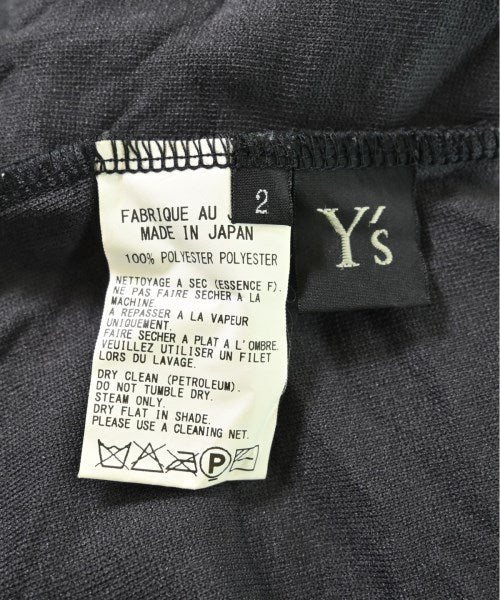 FABRIQUE AU
MADE IN JAPAN
100% POLYESTER POLYESTER
NETTOYAGE A SEC (ESSENCE F).
NE PAS FAIRE SECHER A LA
MACHINE.
A REPASSER A LA VAPEUR
UNIQUEMENT.
FAIRE SECHER A PLAT A L'OMBRE.
VEUILLEZ UTILISER UN FILET
LORS DU LAVAGE.
DRY CLEAN (PETROLEUM).
DO NOT TUMBLE DRY.
STEAM ONLY.
DRY FLAT IN SHADE.
PLEASE USE A CLEANING NET.
P
2
Y's